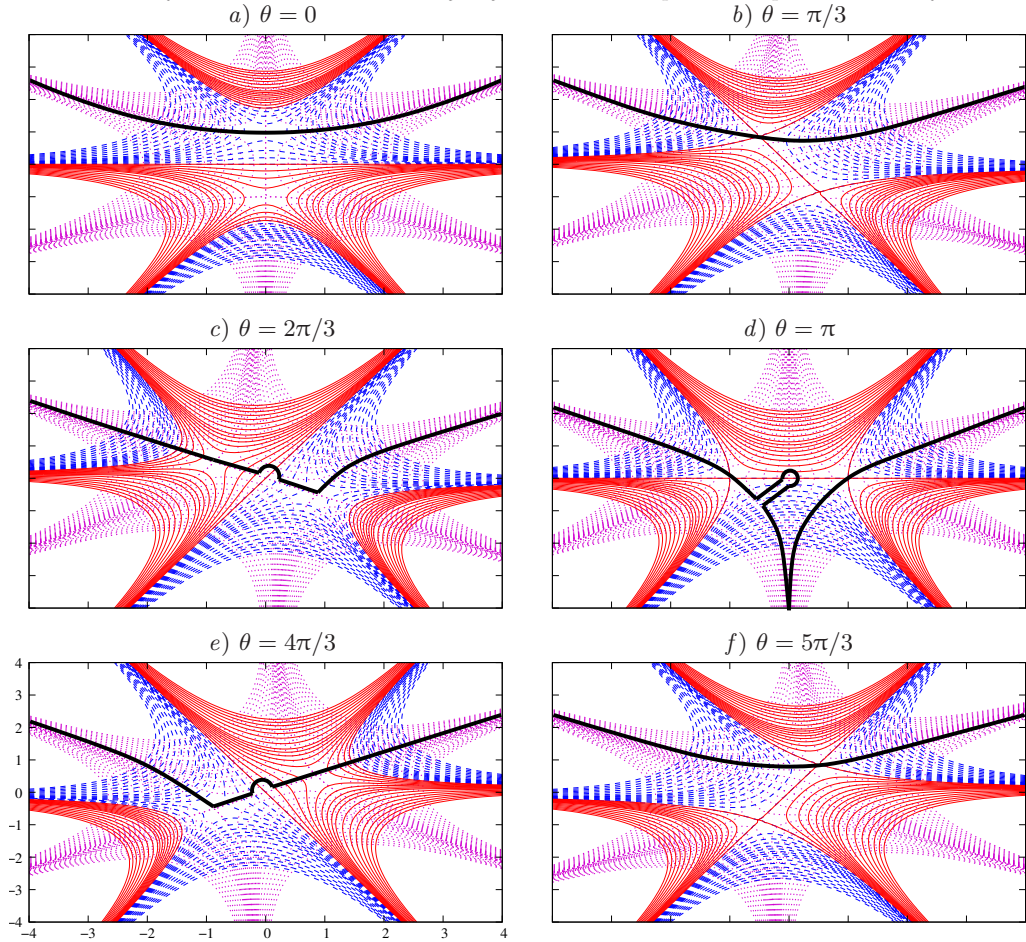 a) θ = 0
b) θ = π/3
c) θ = 2π/3
d) θ = π
e) θ = 4π/3
f) θ = 5π/3
4
3
2
1
0
−1
−2
−3
−4
−4 −3 −2 −1 0 1 2 3 4